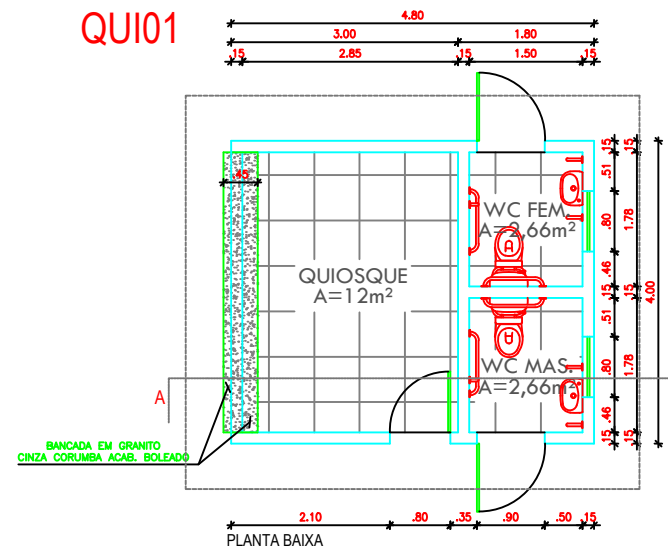 QUI01
4.80
3.00 1.80
.15 2.85 .15 1.50 .15
.45
.15 .15
.51
WC FEM.
A=2,66m²
.80 1.78
.46
.15 .15
QUIOSQUE
A=12m²
4.00
.51
WC MAS.
A=2,66m²
.80 1.78
.46
.15 .15
A
BANCADA EM GRANITO
CINZA CORUMBA ACAB. BOLEADO
2.10 .80 .35 .90 .50 .15
PLANTA BAIXA